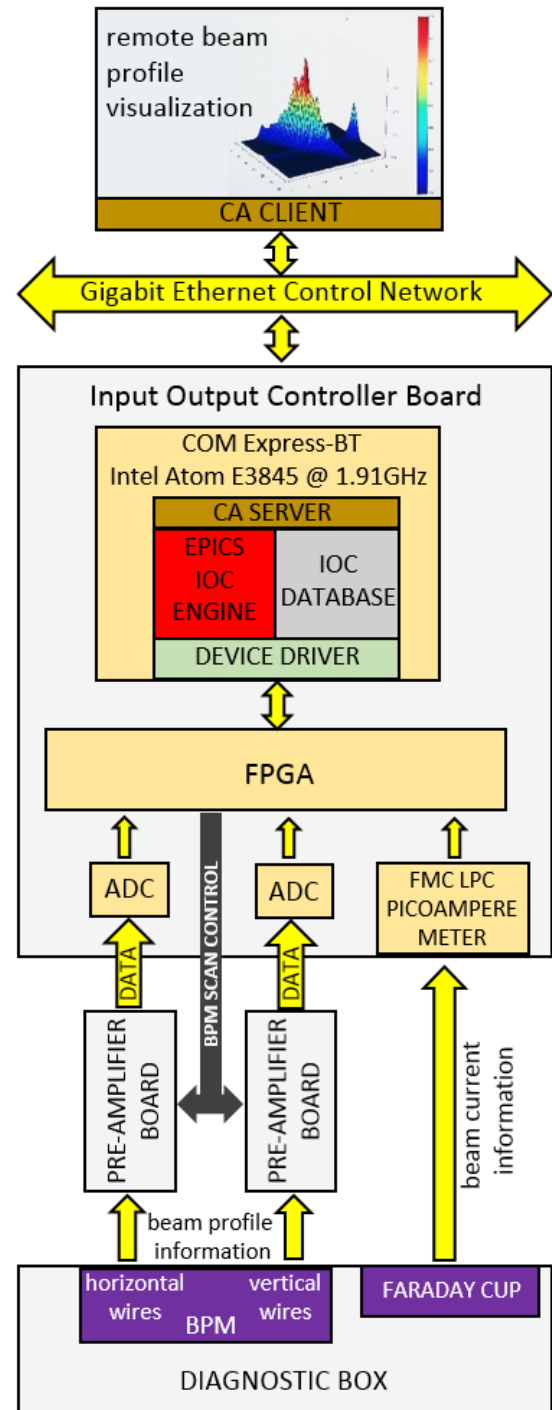 remote beam
profile
visualization
CA CLIENT
Gigabit Ethernet Control Network
Input Output Controller Board
COM Express-BT
Intel Atom E3845 @ 1.91GHz
CA SERVER
EPICS
IOC
ENGINE
IOC
DATABASE
DEVICE DRIVER
FPGA
ADC
ADC
FMC LPC
PICOAMPERE
METER
BPM SCAN CONTROL
DATA
DATA
PRE-AMPLIFIER
BOARD
PRE-AMPLIFIER
BOARD
beam current
information
beam profile
information
horizontal
wires
vertical
wires
BPM
FARADAY CUP
DIAGNOSTIC BOX